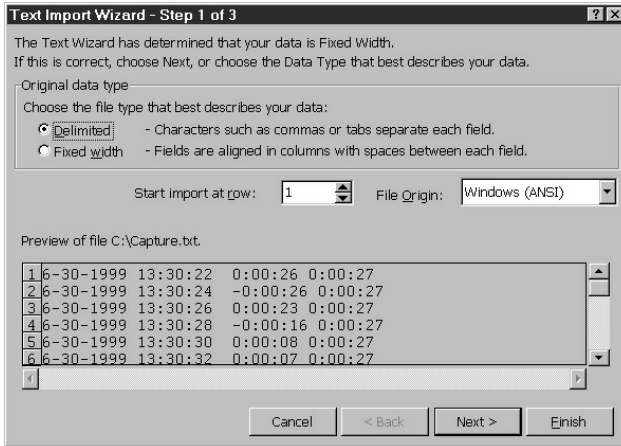 Text Import Wizard - Step 1 of 3
The Text Wizard has determined that your data is Fixed Width.
If this is correct, choose Next, or choose the Data Type that best describes your data.
Original data type
Choose the file type that best describes your data:
Delimited - Characters such as commas or tabs separate each field.
Fixed width - Fields are aligned in columns with spaces between each field.
Start import at row: 1 File Origin: Windows (ANSI)
Preview of file C:\Capture.txt.
1 6-30-1999 13:30:22 0:00:26 0:00:27
2 6-30-1999 13:30:24 -0:00:26 0:00:27
3 6-30-1999 13:30:26 0:00:23 0:00:27
4 6-30-1999 13:30:28 -0:00:16 0:00:27
5 6-30-1999 13:30:30 0:00:08 0:00:27
6 6-30-1999 13:30:32 0:00:07 0:00:27
Cancel < Back Next > Finish